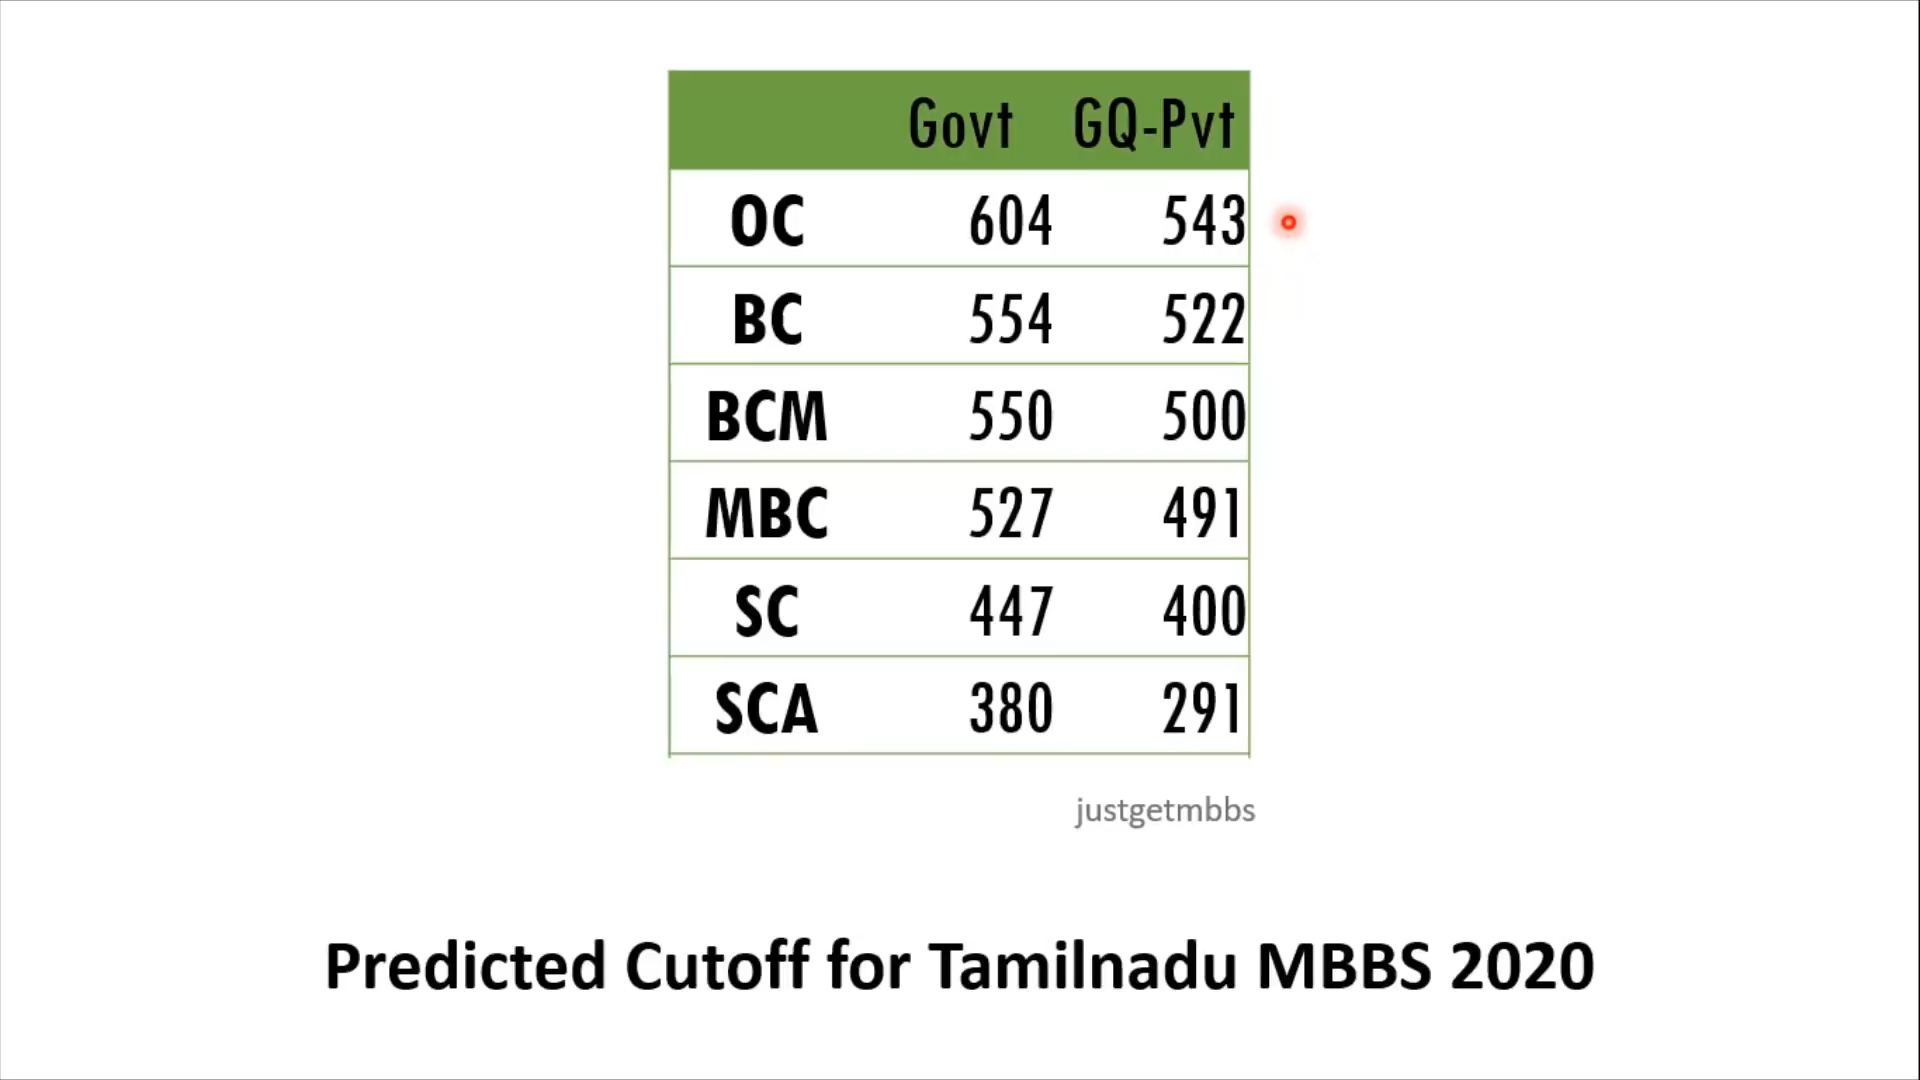 Govt GQ-Pvt
OC 604 543
BC 554 522
BCM 550 500
MBC 527 491
SC 447 400
SCA 380 291
justgetmbbs
Predicted Cutoff for Tamilnadu MBBS 2020